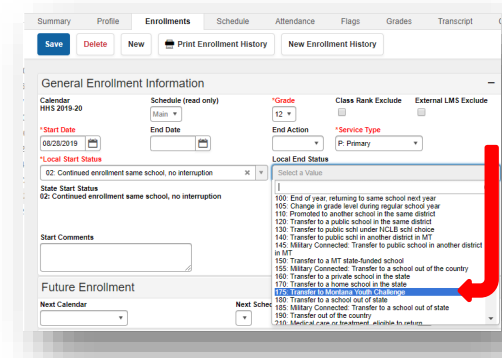 Summary Profile Enrollments Schedule Attendance Flags Grades Transcript
Save Delete New Print Enrollment History New Enrollment History
General Enrollment Information
Calendar Schedule (read only) *Grade Class Rank Exclude External LMS Exclude
HHS 2019-20 Main 12
*Start Date End Date End Action *Service Type
08/28/2019 P: Primary
*Local Start Status Local End Status
02: Continued enrollment same school, no interruption Select a Value
State Start Status
02: Continued enrollment same school, no interruption
100: End of year, returning to same school next year
105: Change in grade level during regular school year
110: Promoted to another school in the same district
120: Transfer to a public school in the same district
130: Transfer to public schl under NCLB schl choice
140: Transfer to public schl in another district in MT
145: Military Connected: Transfer to public school in another district
in MT
150: Transfer to a MT state-funded school
155: Military Connected: Transfer to a school out of the country
160: Transfer to a private school in the state
170: Transfer to a home school in the state
175: Transfer to Montana Youth Challenge
180: Transfer to a school out of state
185: Military Connected: Transfer to a school out of state
190: Transfer out of the country
210: Medical care or treatment, eligible to return
Start Comments
Future Enrollment
Next Calendar